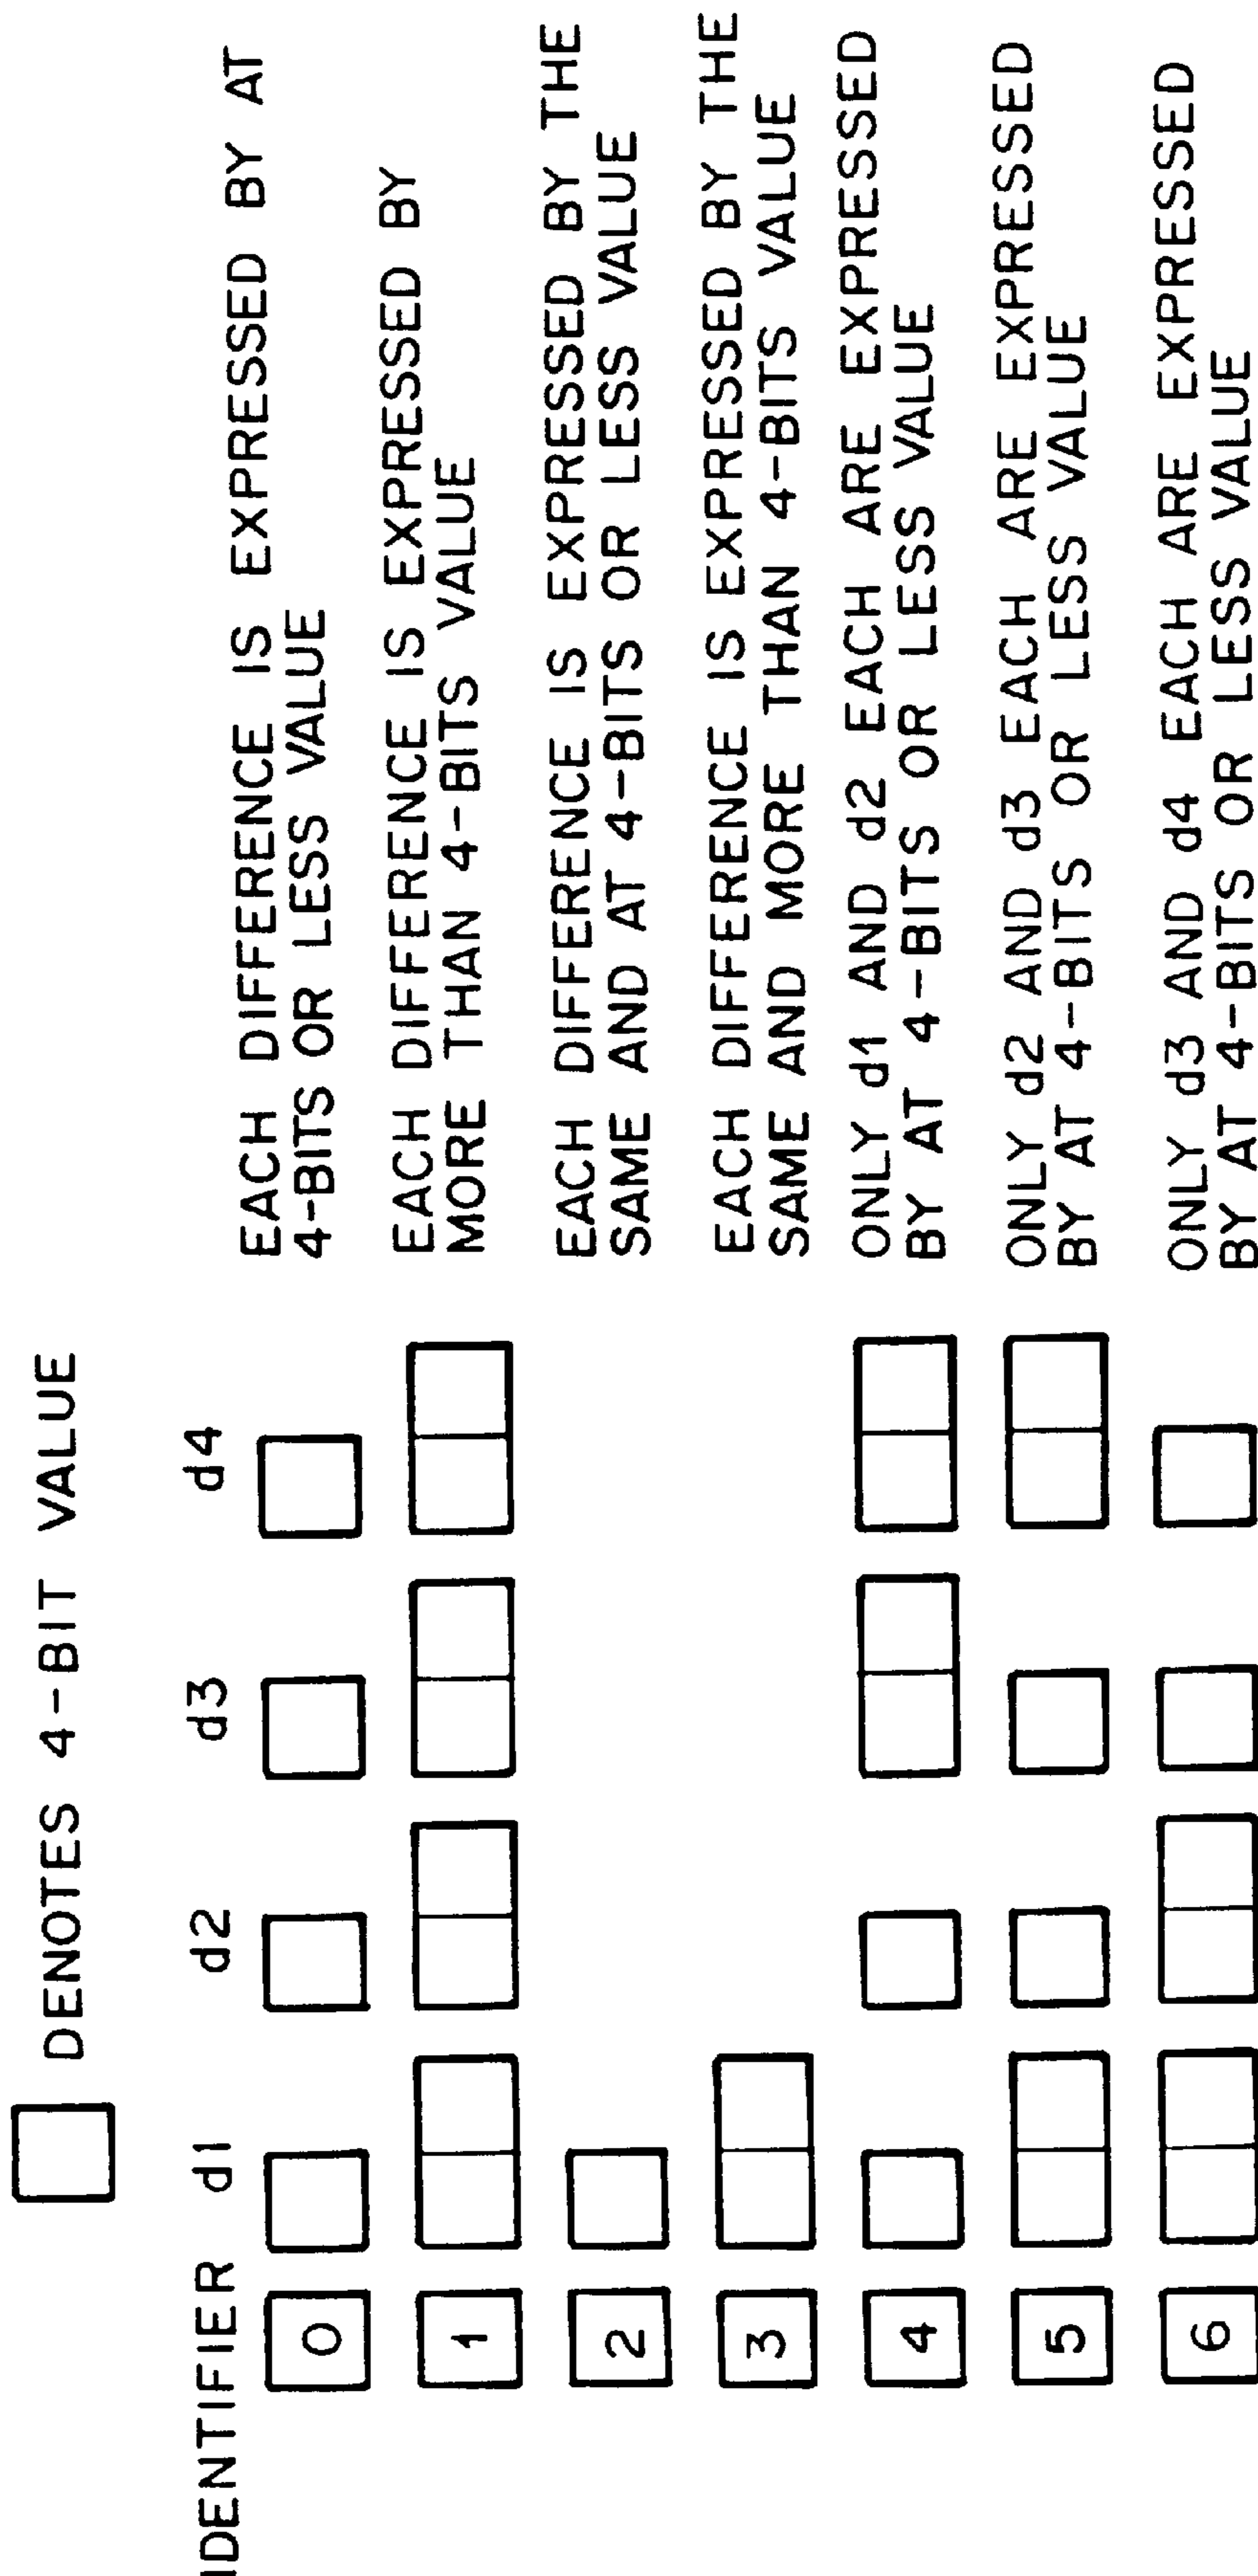 DENOTES 4-BIT VALUE
IDENTIFIER d1 d2 d3 d4
0 EACH DIFFERENCE IS EXPRESSED BY AT
4-BITS OR LESS VALUE
1 EACH DIFFERENCE IS EXPRESSED BY
MORE THAN 4-BITS VALUE
2 EACH DIFFERENCE IS EXPRESSED BY THE
SAME AND AT 4-BITS OR LESS VALUE
3 EACH DIFFERENCE IS EXPRESSED BY THE
SAME AND MORE THAN 4-BITS VALUE
4 ONLY d1 AND d2 EACH ARE EXPRESSED
BY AT 4-BITS OR LESS VALUE
5 ONLY d2 AND d3 EACH ARE EXPRESSED
BY AT 4-BITS OR LESS VALUE
6 ONLY d3 AND d4 EACH ARE EXPRESSED
BY AT 4-BITS OR LESS VALUE